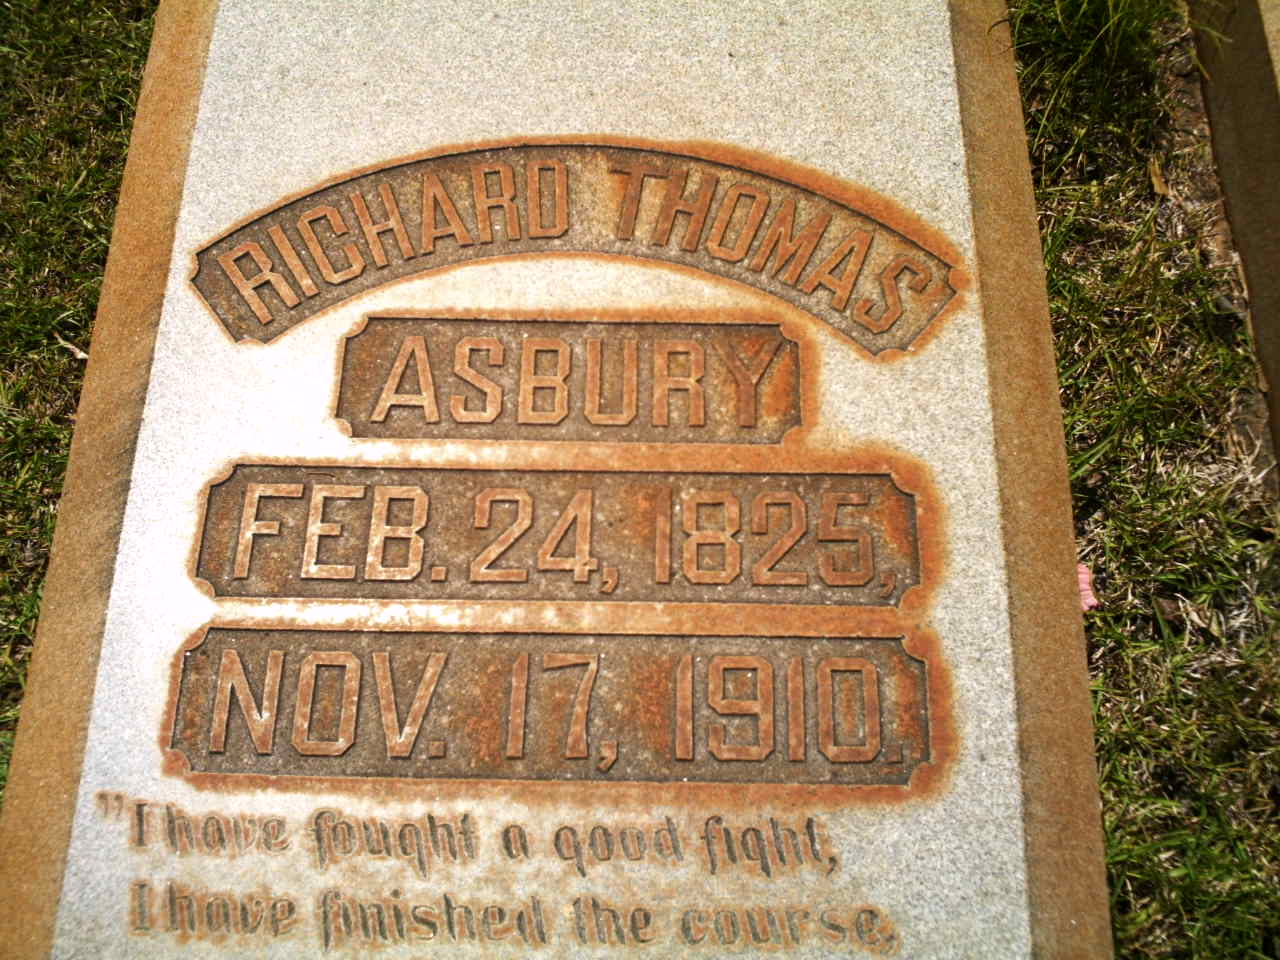 RICHARD THOMAS
ASBURY
FEB. 24, 1825,
NOV. 17, 1910.
"I have fought a good fight,
I have finished the course,